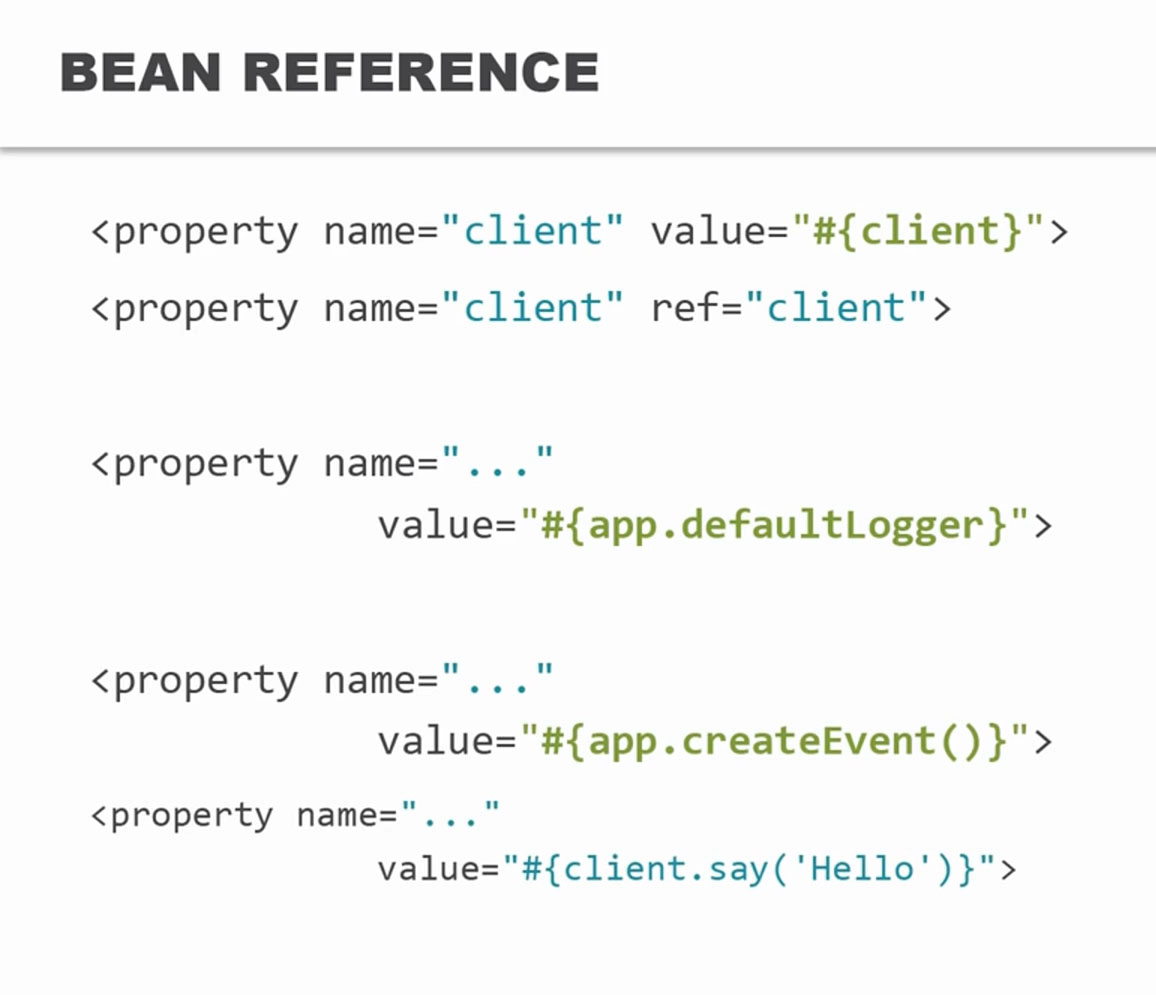 BEAN REFERENCE
<property name="client" value="#{client}">
<property name="client" ref="client">
<property name="..."
value="#{app.defaultLogger}">
<property name="..."
value="#{app.createEvent()}">
<property name="..."
value="#{client.say('Hello')}">